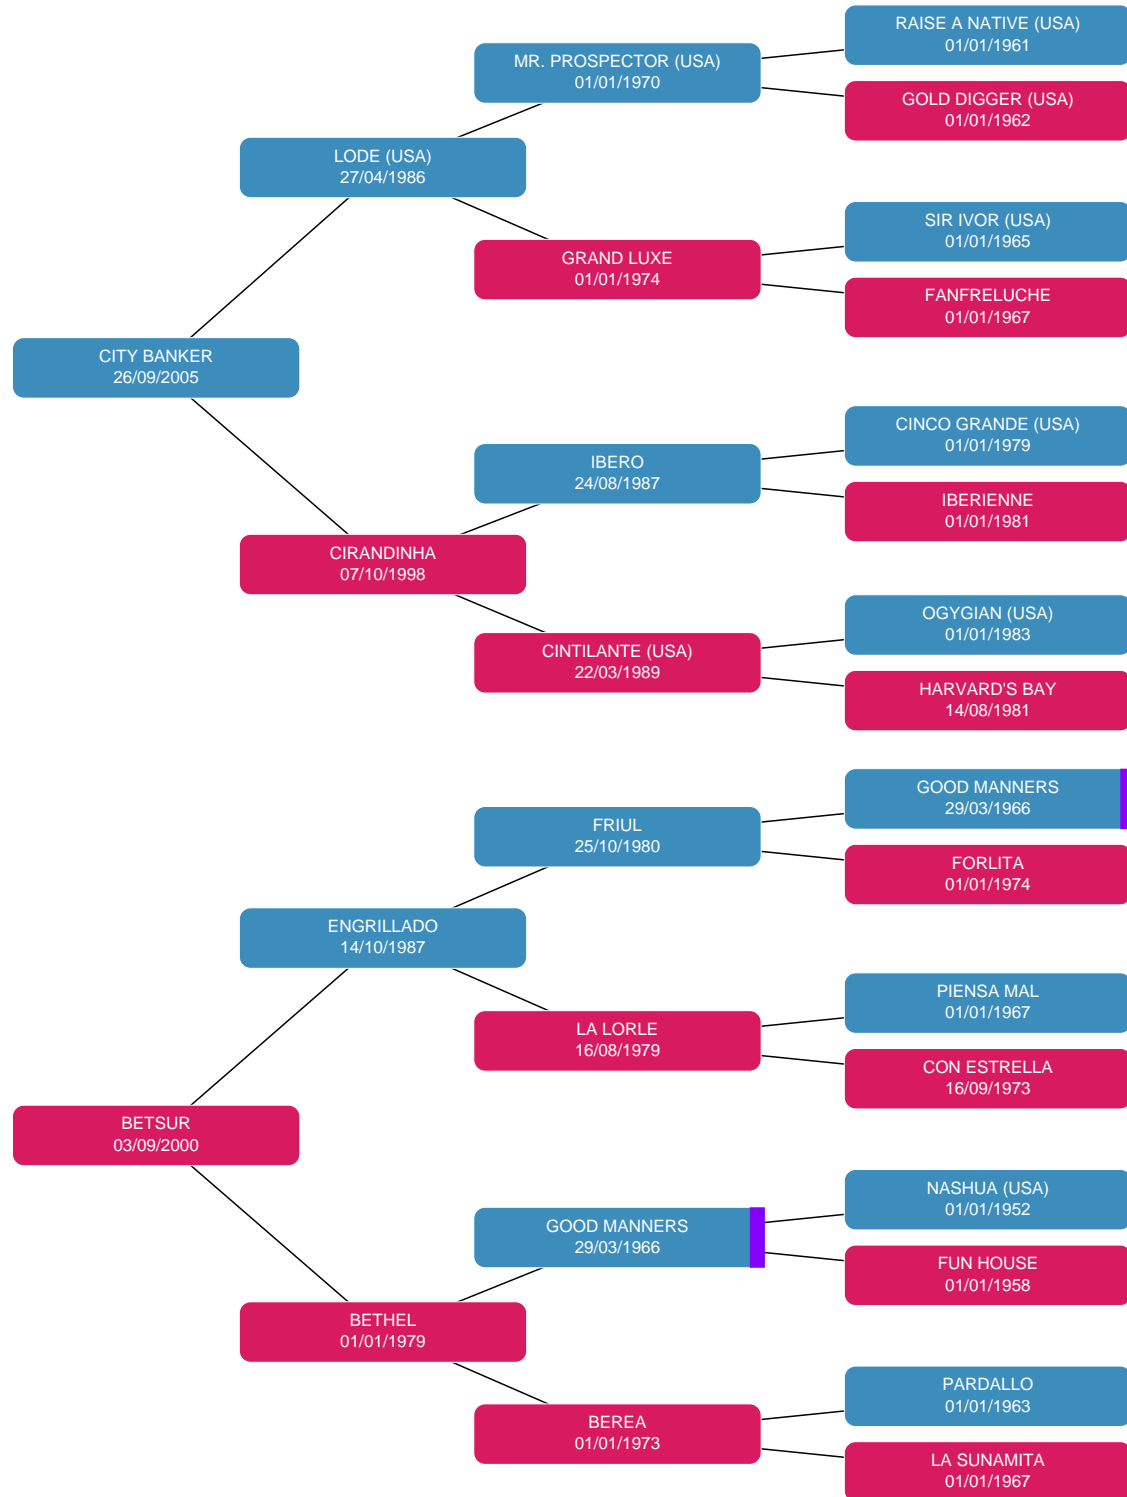 RAISE A NATIVE (USA)
01/01/1961
MR. PROSPECTOR (USA)
01/01/1970
GOLD DIGGER (USA)
01/01/1962
LODE (USA)
27/04/1986
SIR IVOR (USA)
01/01/1965
GRAND LUXE
01/01/1974
FANFRELUCHE
01/01/1967
CITY BANKER
26/09/2005
CINCO GRANDE (USA)
01/01/1979
IBERO
24/08/1987
IBERIENNE
01/01/1981
CIRANDINHA
07/10/1998
OGYGIAN (USA)
01/01/1983
CINTILANTE (USA)
22/03/1989
HARVARD'S BAY
14/08/1981
GOOD MANNERS
29/03/1966
FRIUL
25/10/1980
FORLITA
01/01/1974
ENGRILLADO
14/10/1987
PIENSA MAL
01/01/1967
LA LORLE
16/08/1979
CON ESTRELLA
16/09/1973
BETSUR
03/09/2000
NASHUA (USA)
01/01/1952
GOOD MANNERS
29/03/1966
FUN HOUSE
01/01/1958
BETHEL
01/01/1979
PARDALLO
01/01/1963
BEREA
01/01/1973
LA SUNAMITA
01/01/1967